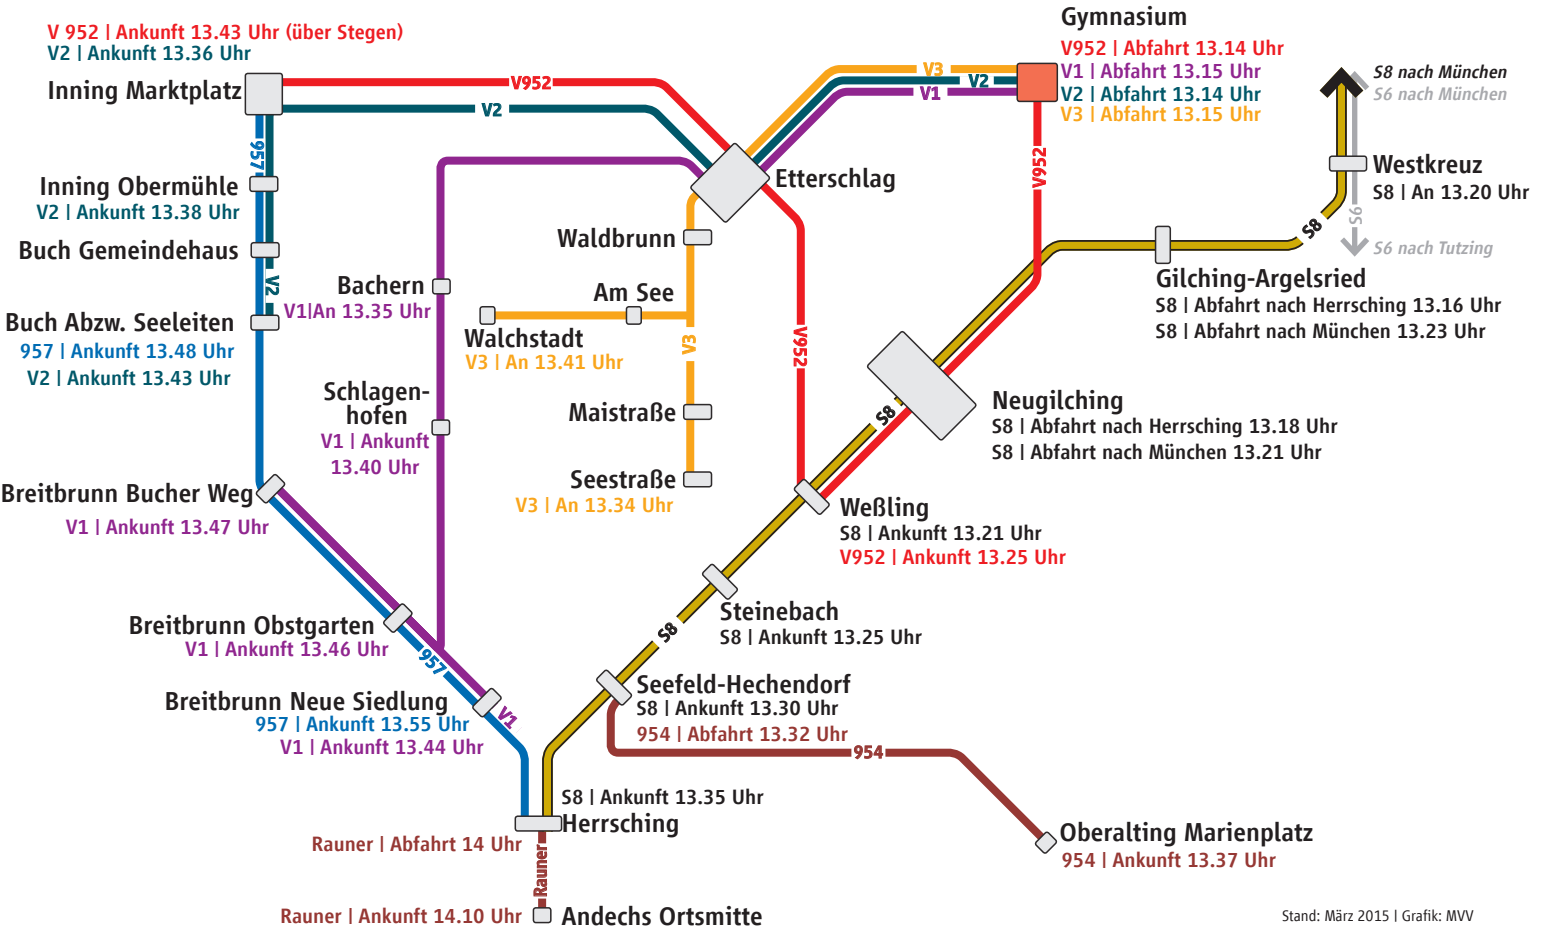 V 952 | Ankunft 13.43 Uhr (über Stegen)
V2 | Ankunft 13.36 Uhr
Inning Marktplatz
Gymnasium
V952 | Abfahrt 13.14 Uhr
V1 | Abfahrt 13.15 Uhr
V2 | Abfahrt 13.14 Uhr
V3 | Abfahrt 13.15 Uhr
V952
V2
V3
V2
V1
S8 nach München
S6 nach München
Westkreuz
S8 | An 13.20 Uhr
S6
S6 nach Tutzing
S8
V952
957
Inning Obermühle
V2 | Ankunft 13.38 Uhr
Buch Gemeindehaus
V2
Buch Abzw. Seeleiten
957 | Ankunft 13.48 Uhr
V2 | Ankunft 13.43 Uhr
Etterschlag
Waldbrunn
Am See
Walchstadt
V3 | An 13.41 Uhr
V3
V952
Maistraße
Seestraße
V3 | An 13.34 Uhr
Bachern
V1|An 13.35 Uhr
Schlagen-
hofen
V1 | Ankunft
13.40 Uhr
Gilching-Argelsried
S8 | Abfahrt nach Herrsching 13.16 Uhr
S8 | Abfahrt nach München 13.23 Uhr
Neugilching
S8 | Abfahrt nach Herrsching 13.18 Uhr
S8 | Abfahrt nach München 13.21 Uhr
S8
Weßling
S8 | Ankunft 13.21 Uhr
V952 | Ankunft 13.25 Uhr
Breitbrunn Bucher Weg
V1 | Ankunft 13.47 Uhr
Breitbrunn Obstgarten
V1 | Ankunft 13.46 Uhr
957
Breitbrunn Neue Siedlung
957 | Ankunft 13.55 Uhr
V1 | Ankunft 13.44 Uhr
V1
Steinebach
S8 | Ankunft 13.25 Uhr
S8
Seefeld-Hechendorf
S8 | Ankunft 13.30 Uhr
954 | Abfahrt 13.32 Uhr
954
S8 | Ankunft 13.35 Uhr
Herrsching
Rauner | Abfahrt 14 Uhr
Rauner
Rauner | Ankunft 14.10 Uhr
Andechs Ortsmitte
Oberalting Marienplatz
954 | Ankunft 13.37 Uhr
Stand: März 2015 | Grafik: MVV